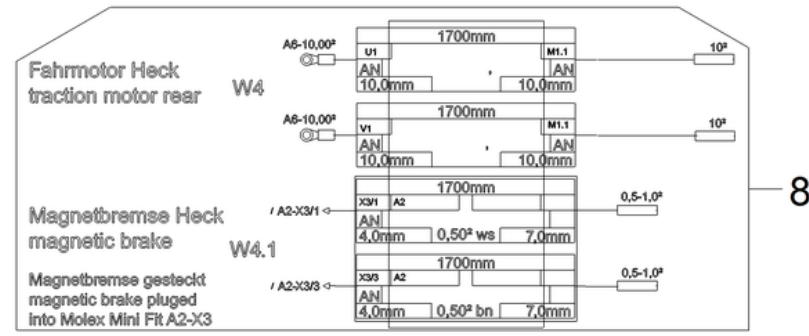 1700mm
A6-10,00² U1 M1.1 10²
AN , AN
Fahrmotor Heck
traction motor rear W4
10,0mm 10,0mm
1700mm
A6-10,00² V1 M1.1 10²
AN , AN
10,0mm 10,0mm
1700mm
8
X3/1 A2 0,5-1,0²
/ A2-X3/1
AN
Magnetbremse Heck
magnetic brake W4.1
4,0mm 0,50² ws 7,0mm
1700mm
X3/3 A2 0,5-1,0²
/ A2-X3/3
AN
Magnetbremse gesteckt
magnetic brake pluged
into Molex Mini Fit A2-X3
4,0mm 0,50² bn 7,0mm